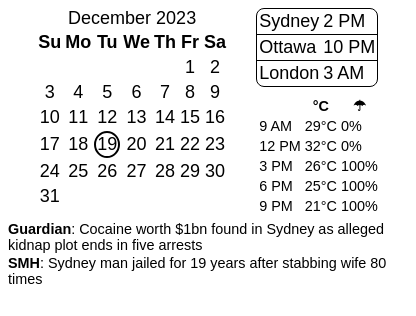 December 2023
Su Mo Tu We Th Fr Sa
1 2
3 4 5 6 7 8 9
10 11 12 13 14 15 16
17 18 19 20 21 22 23
24 25 26 27 28 29 30
31
Sydney 2 PM
Ottawa 10 PM
London 3 AM
°C ☂
9 AM 29°C 0%
12 PM 32°C 0%
3 PM 26°C 100%
6 PM 25°C 100%
9 PM 21°C 100%
Guardian: Cocaine worth $1bn found in Sydney as alleged
kidnap plot ends in five arrests
SMH: Sydney man jailed for 19 years after stabbing wife 80
times